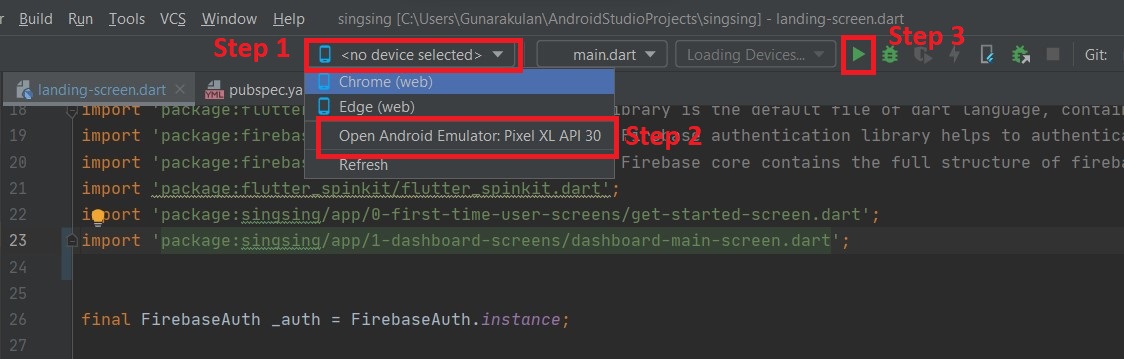 Build Run Tools VCS Window Help singsing [C:\Users\Gunarakulan\AndroidStudioProjects\singsing] - landing-screen.dart
Step 1 <no device selected> main.dart Loading Devices... Step 3 Git:
landing-screen.dart pubspec.ya
Chrome (web)
Edge (web)
Open Android Emulator: Pixel XL API 30 Step 2
Refresh
18 import 'package:flutter ibrary is the default file of dart language, contain
19 import 'package:fireba Firebase authentication library helps to authentica
20 import 'package:fireba Firebase core contains the full structure of fireba
21 import 'package:flutter_spinkit/flutter_spinkit.dart';
22 import 'package:singsing/app/0-first-time-user-screens/get-started-screen.dart';
23 import 'package:singsing/app/1-dashboard-screens/dashboard-main-screen.dart';
24
25
26 final FirebaseAuth _auth = FirebaseAuth.instance;
27